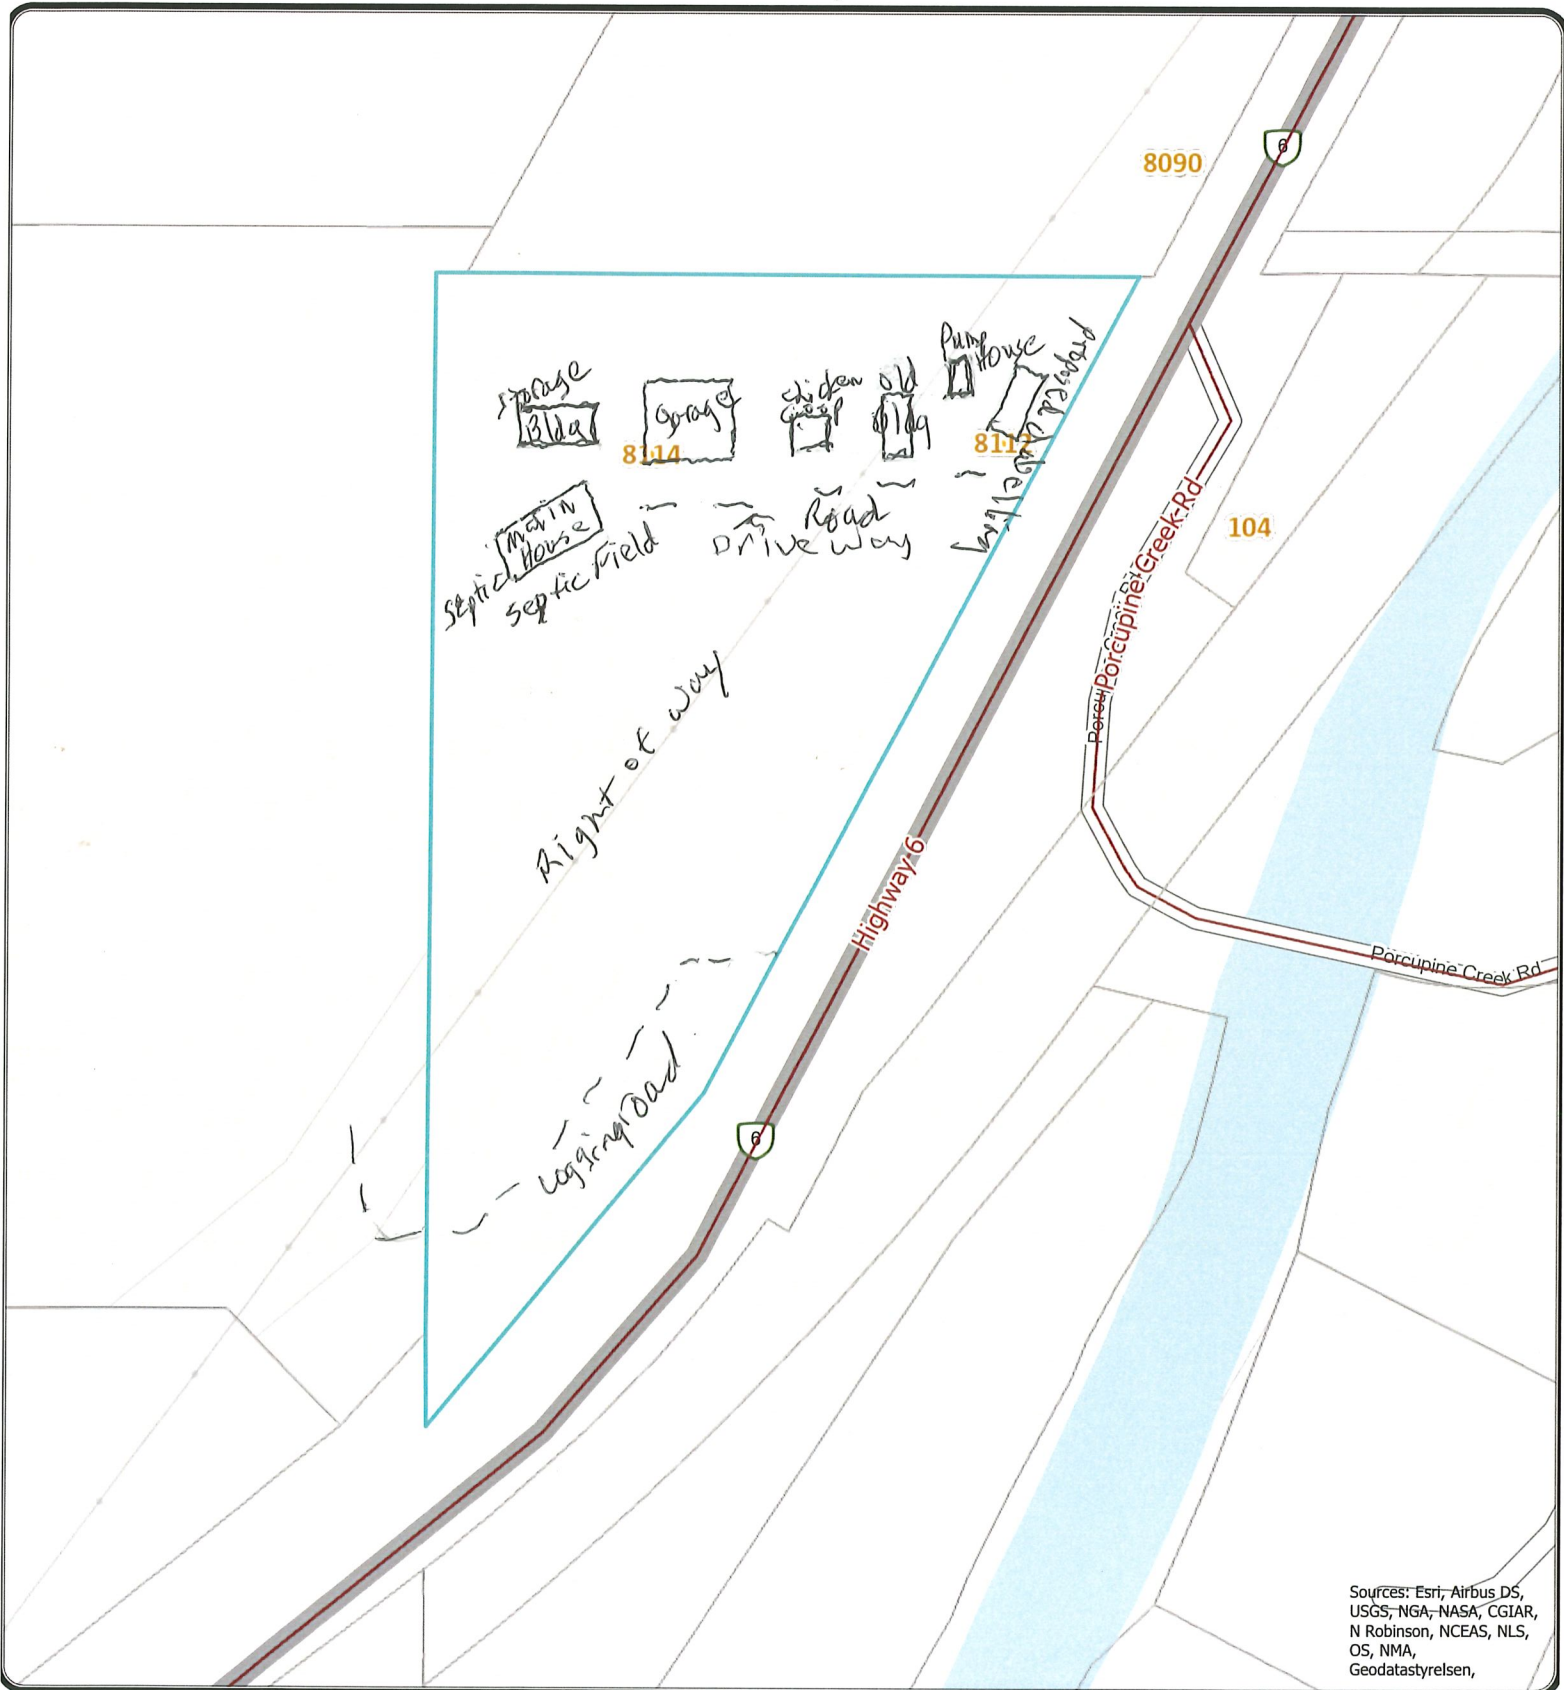 8090
6
Pump
House
proposed dwelling
Storage
Bldg
Garage
chicken
coop
old
bldg
8114
8112
Main
House
Septic
Septic Field
Road
Drive way
104
Porcupine Creek Rd
Right of way
Highway 6
Porcupine Creek Rd
Logging road
6
Sources: Esri, Airbus DS,
USGS, NGA, NASA, CGIAR,
N Robinson, NCEAS, NLS,
OS, NMA,
Geodatastyrelsen,